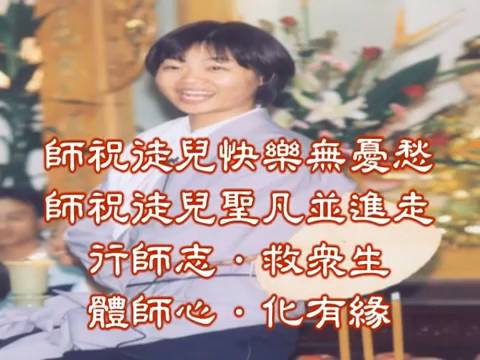 師祝徒兒快樂無憂愁
師祝徒兒聖凡並進走
行師志・救眾生
體師心・化有緣